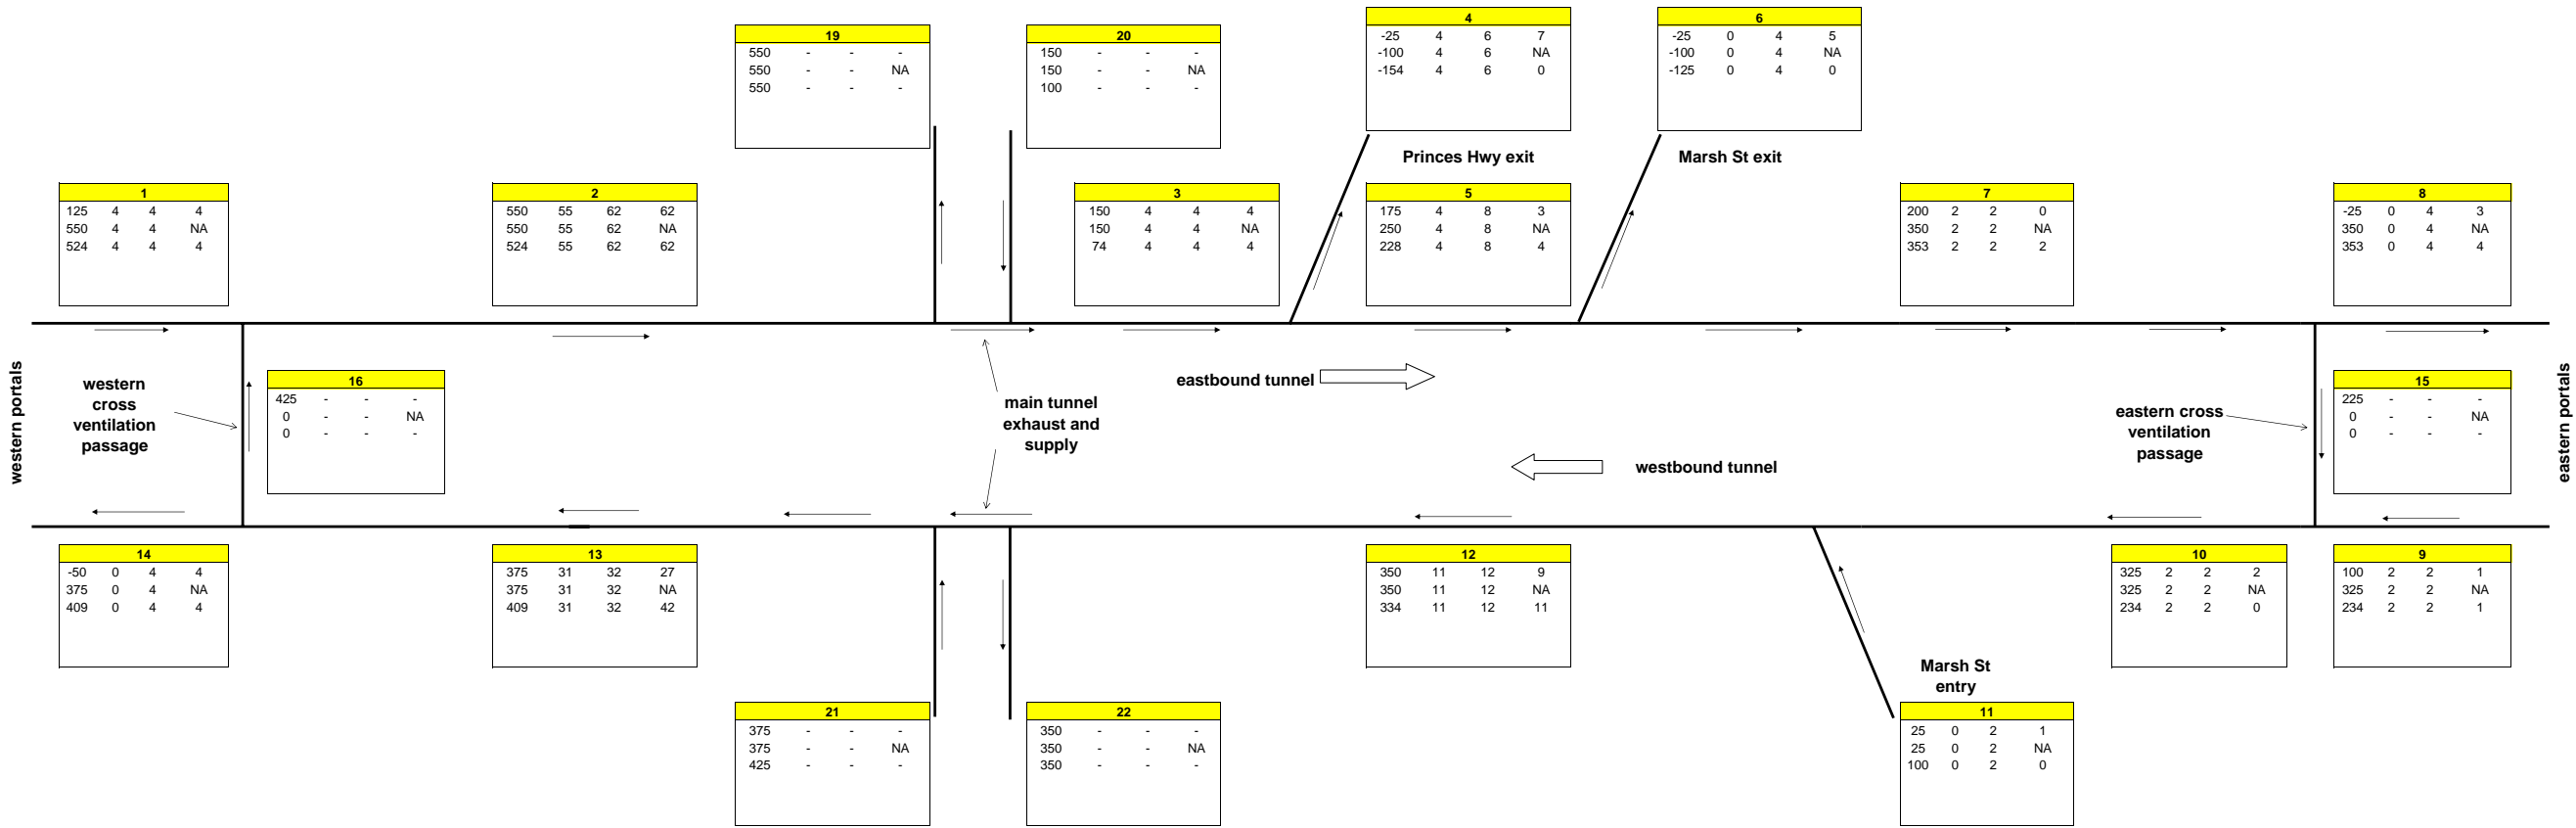 19
550 - - -
550 - - NA
550 - - -
20
150 - - -
150 - - NA
100 - - -
4
-25 4 6 7
-100 4 6 NA
-154 4 6 0
6
-25 0 4 5
-100 0 4 NA
-125 0 4 0
Princes Hwy exit
Marsh St exit
1
125 4 4 4
550 4 4 NA
524 4 4 4
2
550 55 62 62
550 55 62 NA
524 55 62 62
3
150 4 4 4
150 4 4 NA
74 4 4 4
5
175 4 8 3
250 4 8 NA
228 4 8 4
7
200 2 2 0
350 2 2 NA
353 2 2 2
8
-25 0 4 3
350 0 4 NA
353 0 4 4
western portals
western
cross
ventilation
passage
16
425 - - -
0 - - NA
0 - - -
main tunnel
exhaust and
supply
eastbound tunnel
westbound tunnel
eastern cross
ventilation
passage
15
225 - - -
0 - - NA
0 - - -
eastern portals
14
-50 0 4 4
375 0 4 NA
409 0 4 4
13
375 31 32 27
375 31 32 NA
409 31 32 42
12
350 11 12 9
350 11 12 NA
334 11 12 11
10
325 2 2 2
325 2 2 NA
234 2 2 0
9
100 2 2 1
325 2 2 NA
234 2 2 1
Marsh St
entry
21
375 - - -
375 - - NA
425 - - -
22
350 - - -
350 - - NA
350 - - -
11
25 0 2 1
25 0 2 NA
100 0 2 0